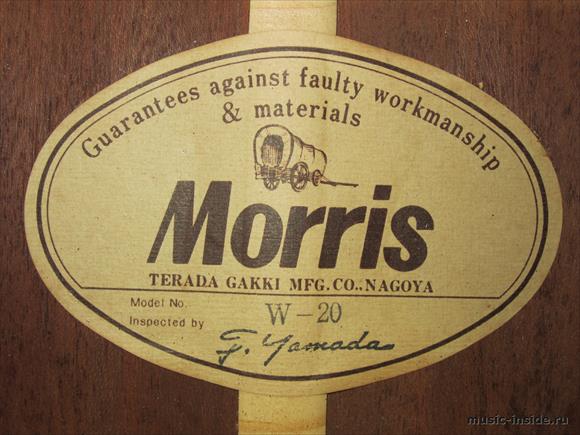 Guarantees against faulty workmanship
& materials
Morris
TERADA GAKKI MFG.CO.,NAGOYA
Model No. W-20
Inspected by F. Yamada
music-inside.ru